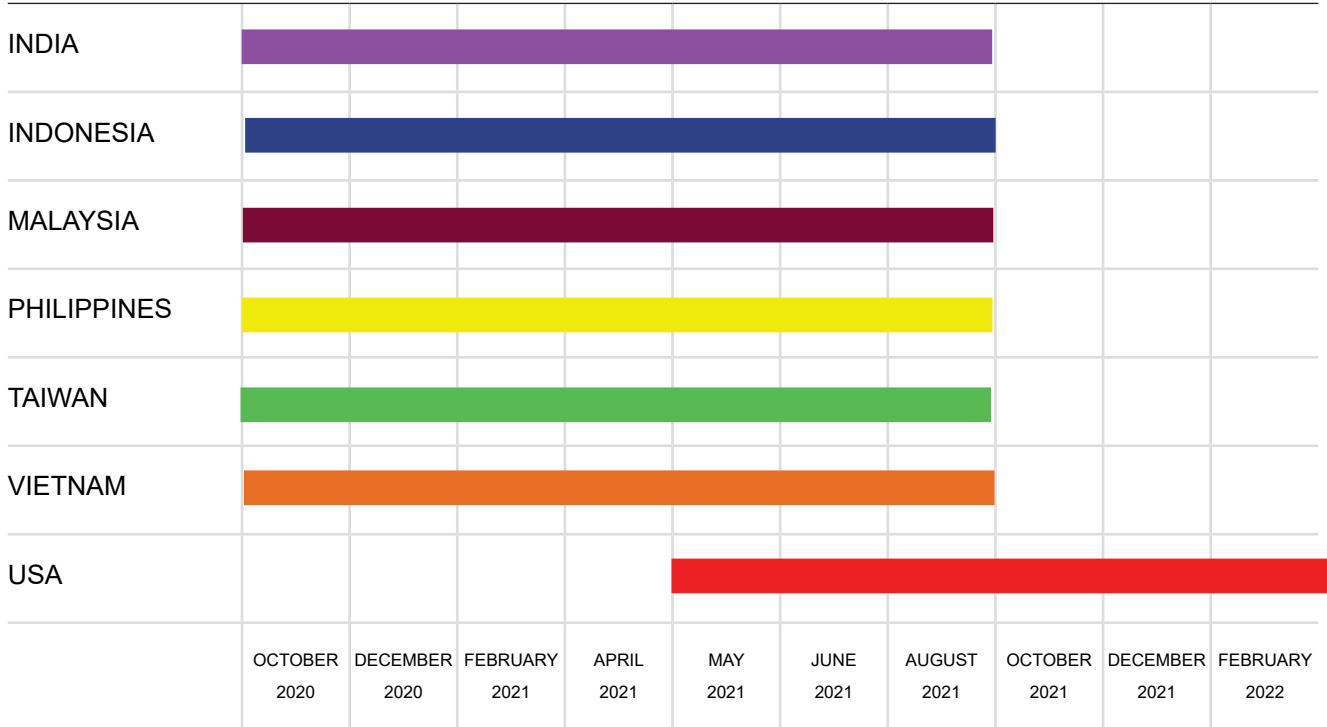 INDIA
INDONESIA
MALAYSIA
PHILIPPINES
TAIWAN
VIETNAM
USA
OCTOBER DECEMBER FEBRUARY APRIL MAY JUNE AUGUST OCTOBER DECEMBER FEBRUARY
2020 2020 2021 2021 2021 2021 2021 2021 2021 2022